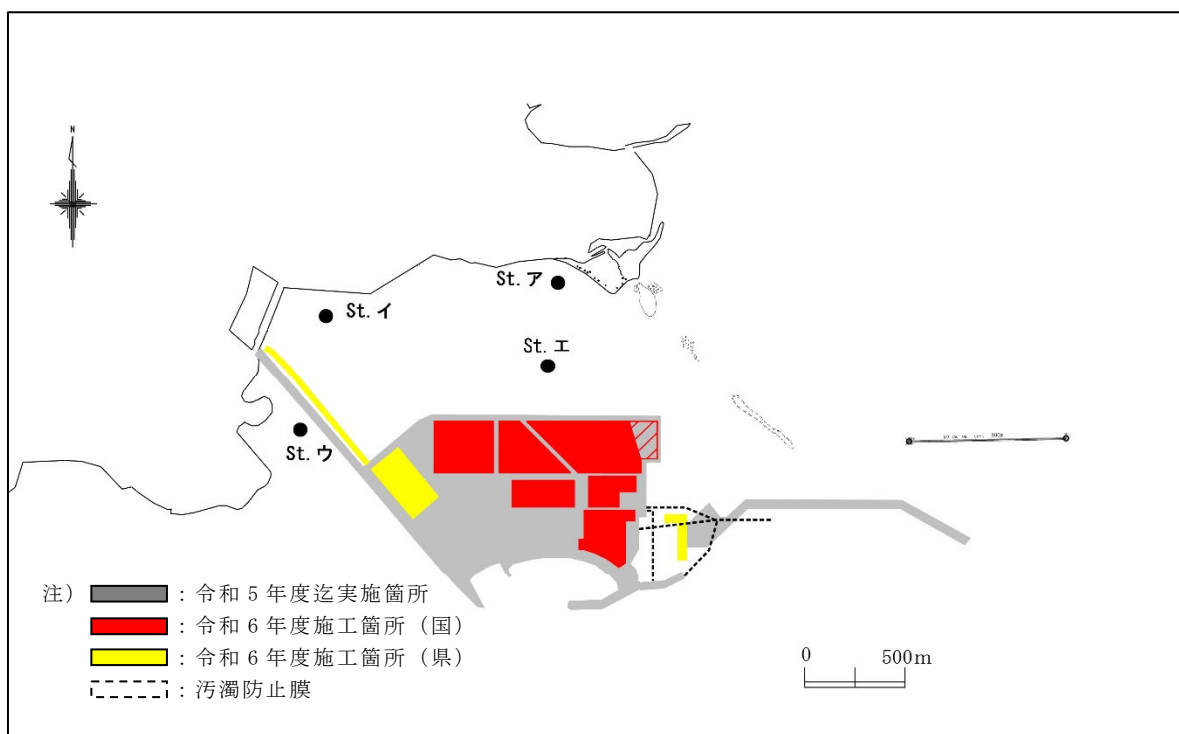 N
St. ア
St. イ
St. エ
St. ウ
注）
：令和5年度迄実施箇所
：令和6年度施工箇所（国）
：令和6年度施工箇所（県）
：汚濁防止膜
0 500m